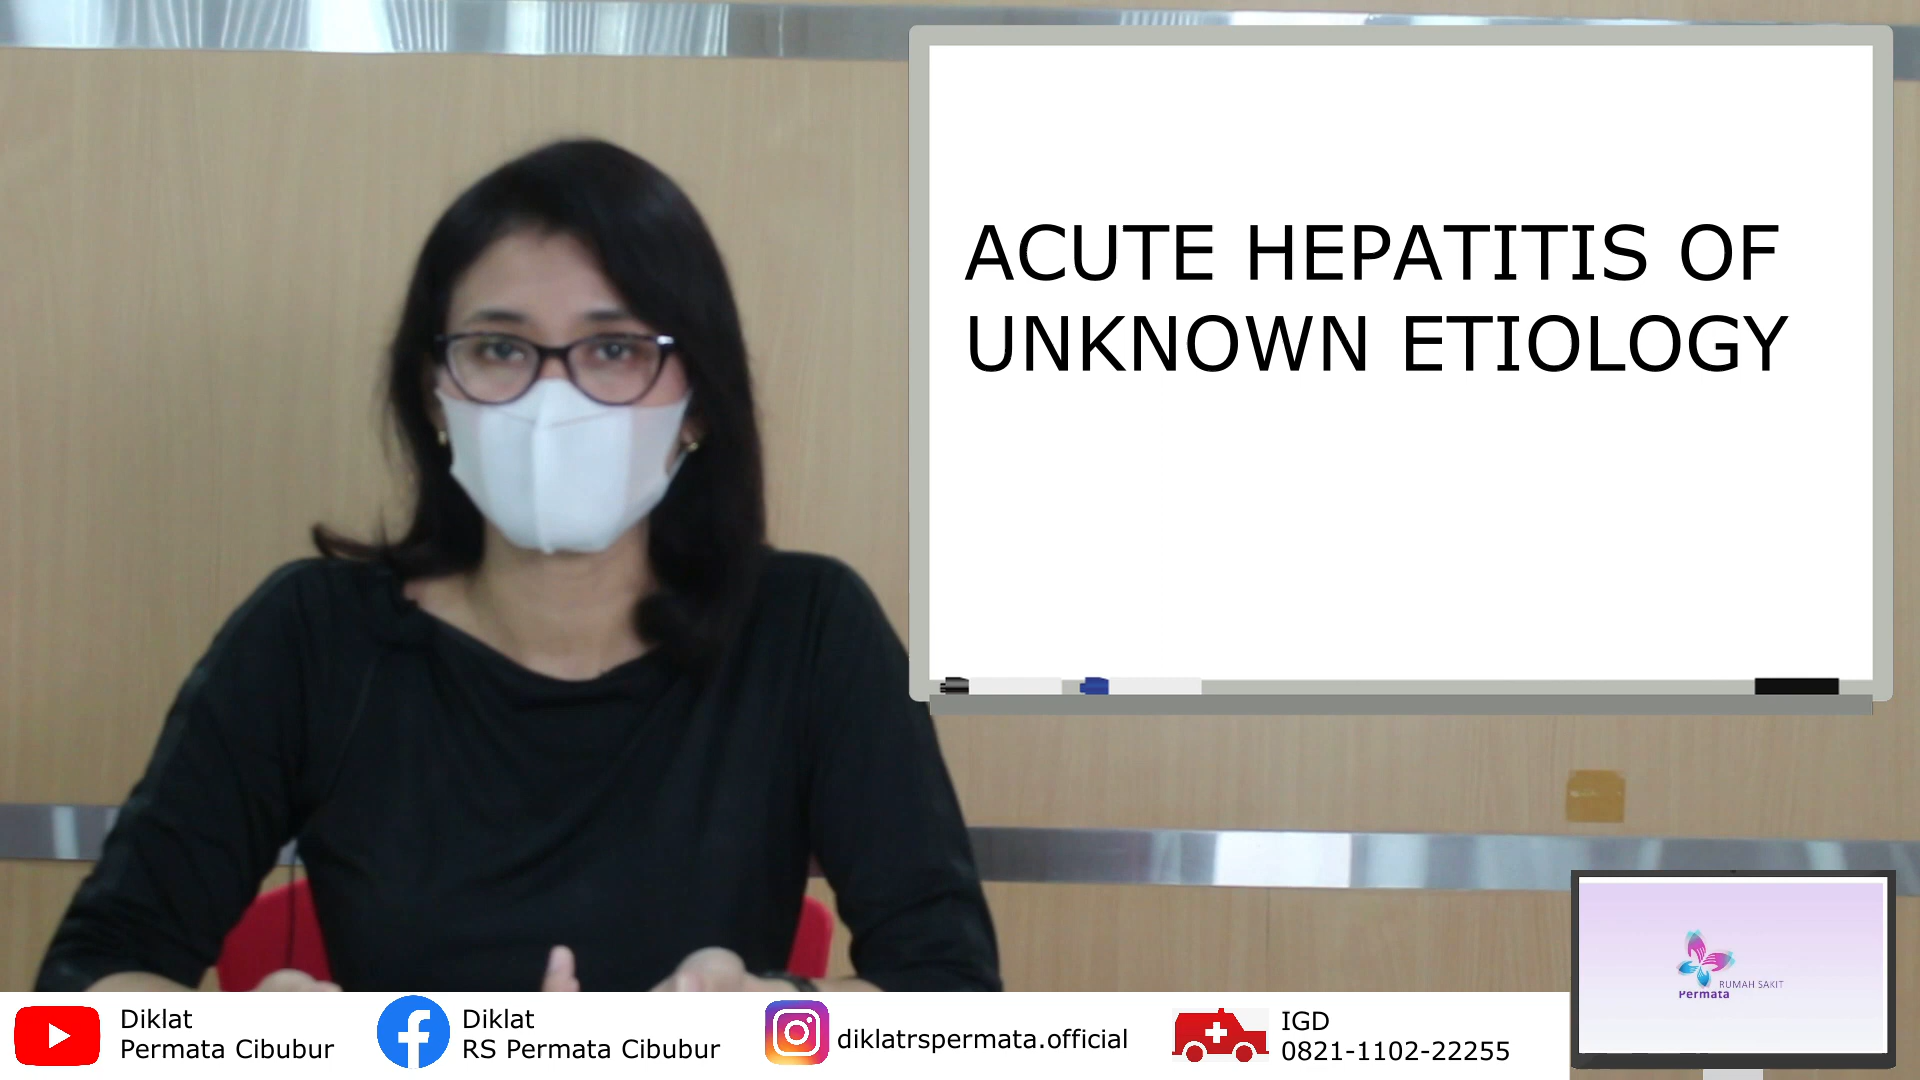 ACUTE HEPATITIS OF
UNKNOWN ETIOLOGY
RUMAH SAKIT
Permata
Diklat
Permata Cibubur
Diklat
RS Permata Cibubur
diklatrspermata.official
IGD
0821-1102-22255